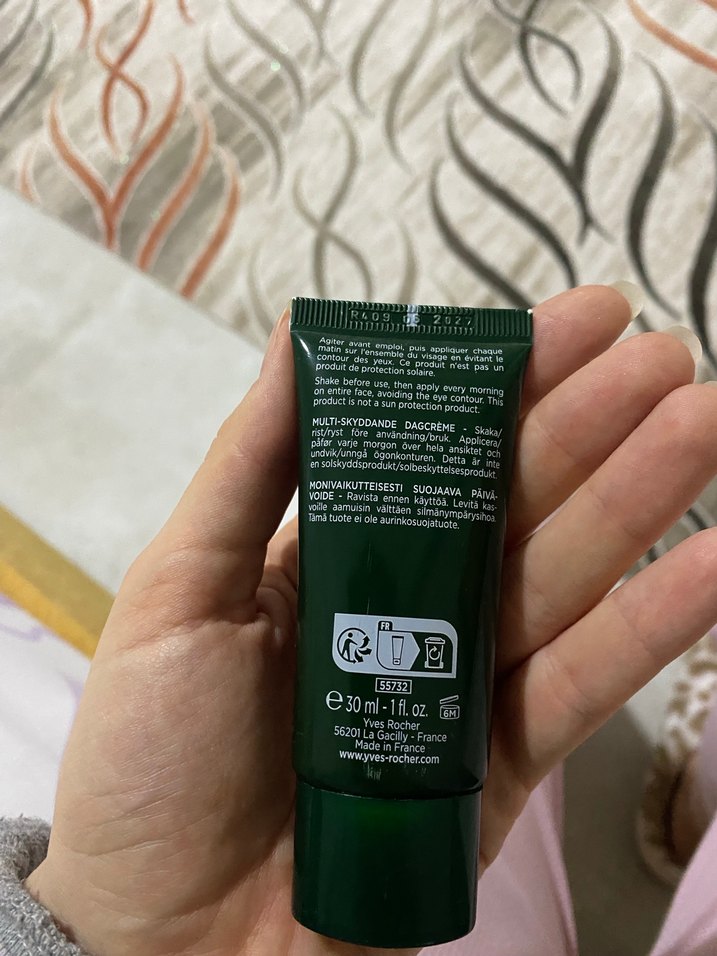 R409 06 2027
Agiter avant emploi, puis appliquer chaque
matin sur l'ensemble du visage en évitant le
contour des yeux. Ce produit n'est pas un
produit de protection solaire.
Shake before use, then apply every morning
on entire face, avoiding the eye contour. This
product is not a sun protection product.
MULTI-SKYDDANDE DAGCRÈME - Skaka/
rist/ryst före användning/bruk. Applicera/
påfør varje morgon över hela ansiktet och
undvik/unngå ögonkonturen. Detta är inte
en solskyddsprodukt/solbeskyttelsesprodukt.
MONIVAIKUTTEISESTI SUOJAAVA PÄIVÄ-
VOIDE - Ravista ennen käyttöä. Levitä kas-
voille aamuisin välttäen silmänympärysihoa.
Tämä tuote ei ole aurinkosuojatuote.
FR
55732
℮ 30 ml - 1 fl. oz.
6M
Yves Rocher
56201 La Gacilly - France
Made in France
www.yves-rocher.com